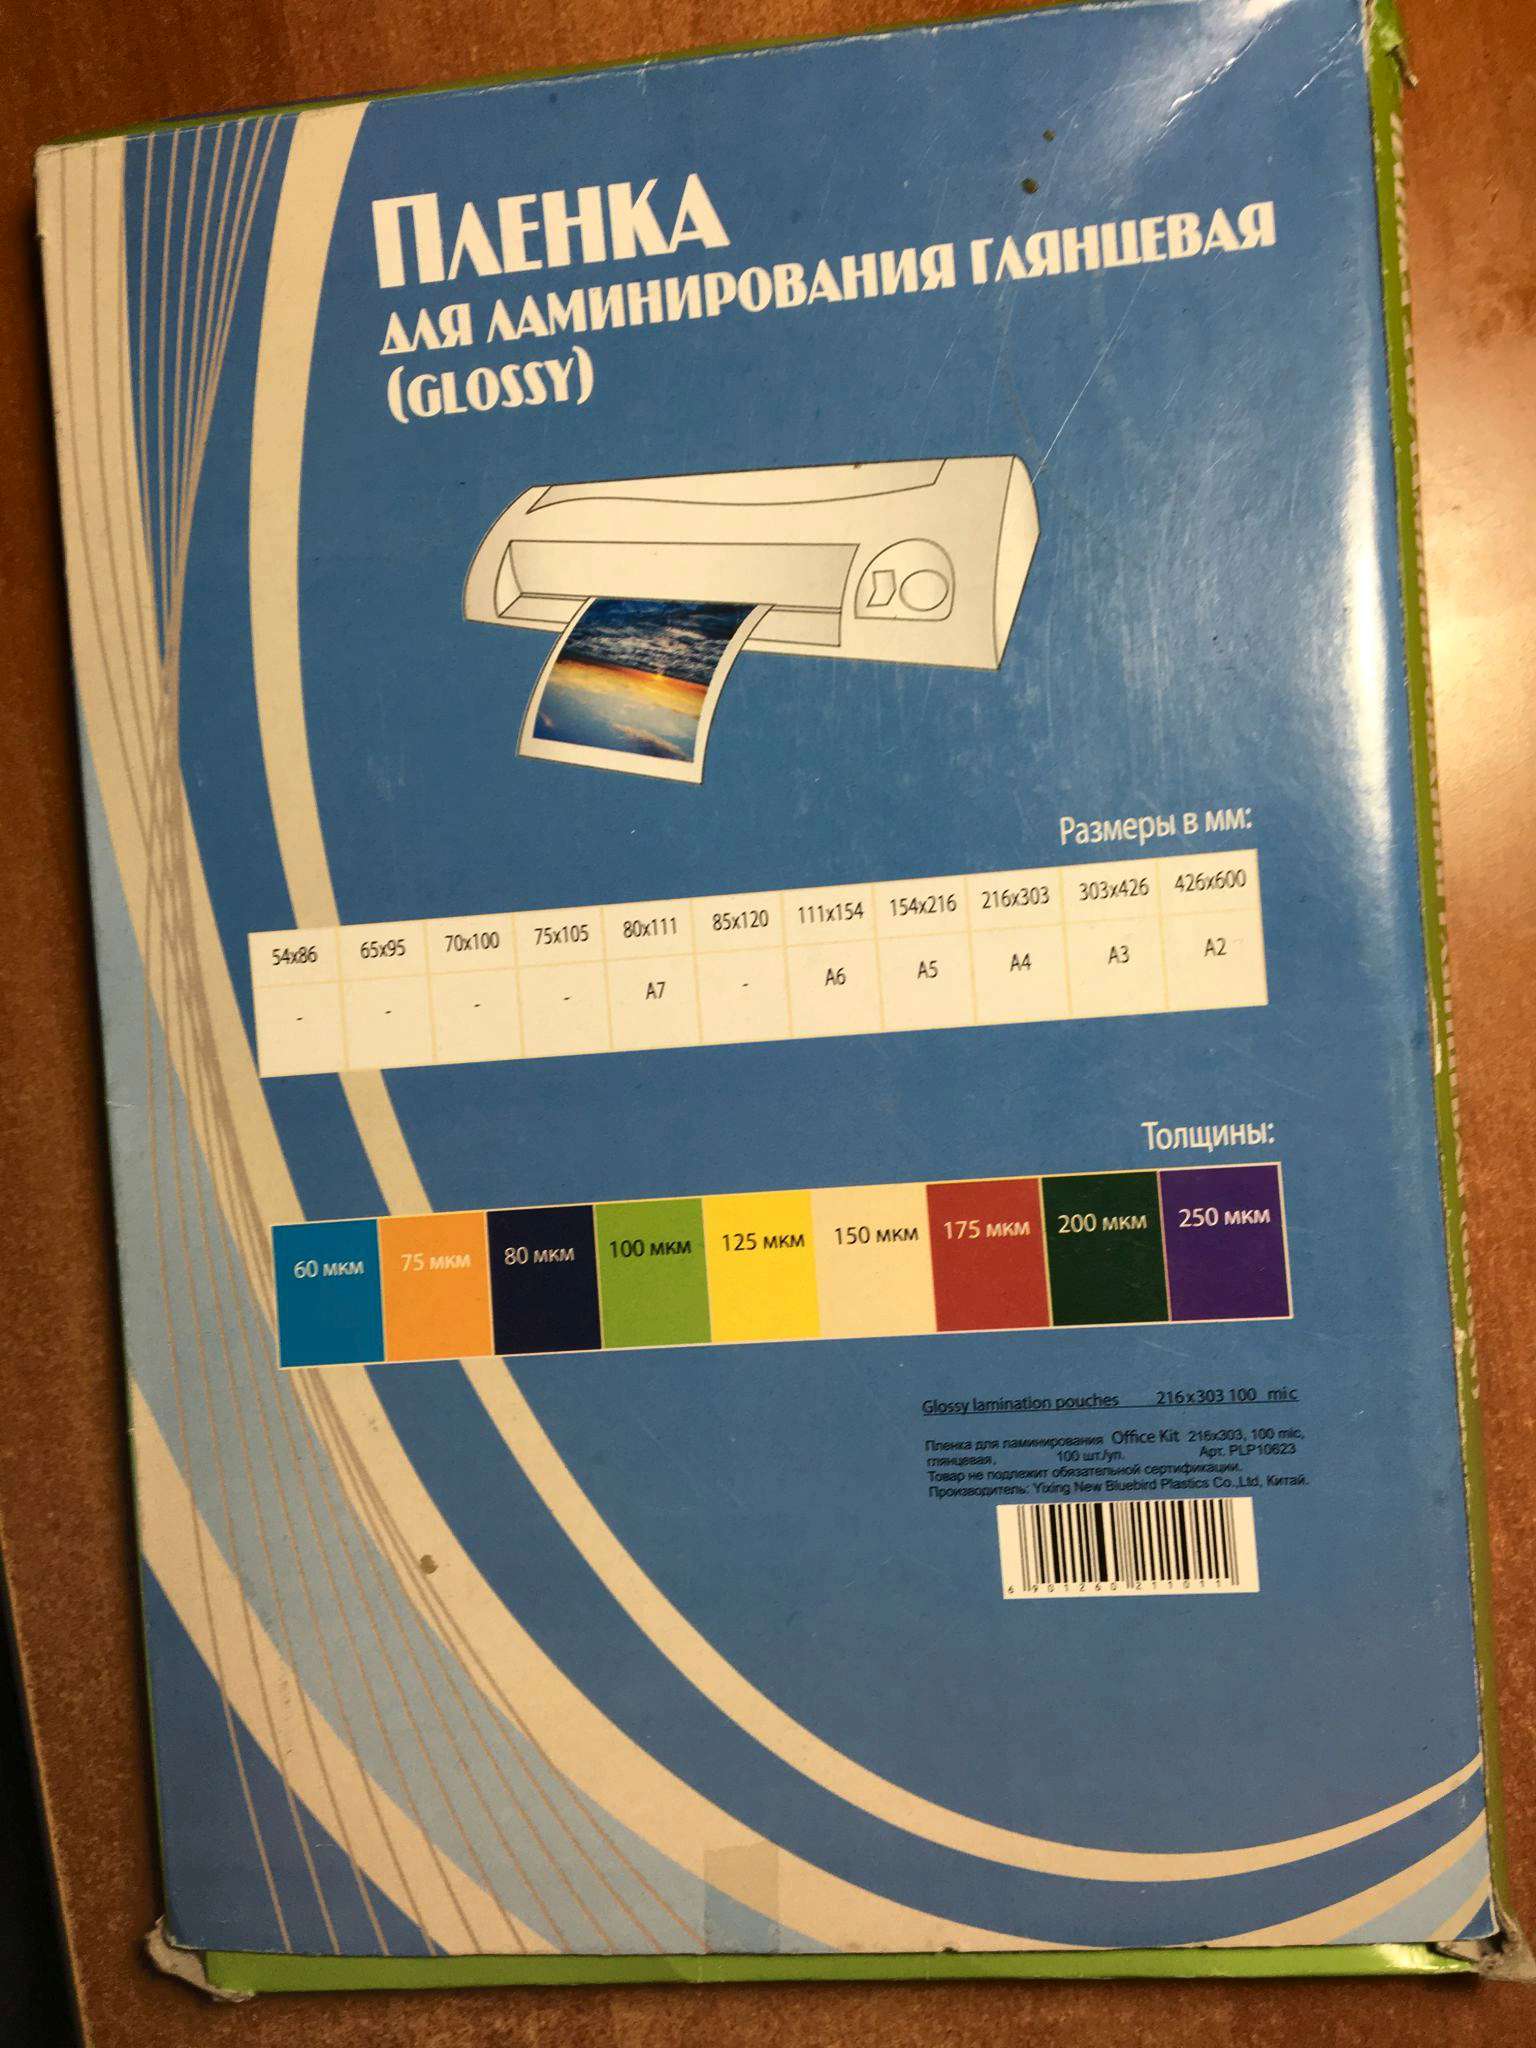 Пленка
для ламинирования глянцевая
(glossy)
Размеры в мм:
54x86 65x95 70x100 75x105 80x111 85x120 111x154 154x216 216x303 303x426 426x600
- - - - A7 - A6 A5 A4 A3 A2
Толщины:
60 мкм 75 мкм 80 мкм 100 мкм 125 мкм 150 мкм 175 мкм 200 мкм 250 мкм
Glossy lamination pouches 216x303 100 mic
Пленка для ламинирования Office Kit 216x303, 100 mic,
глянцевая, 100 шт./уп. Арт. PLP10623
Товар не подлежит обязательной сертификации.
Производитель: Yixing New Bluebird Plastics Co.,Ltd, Китай.
6901260211011